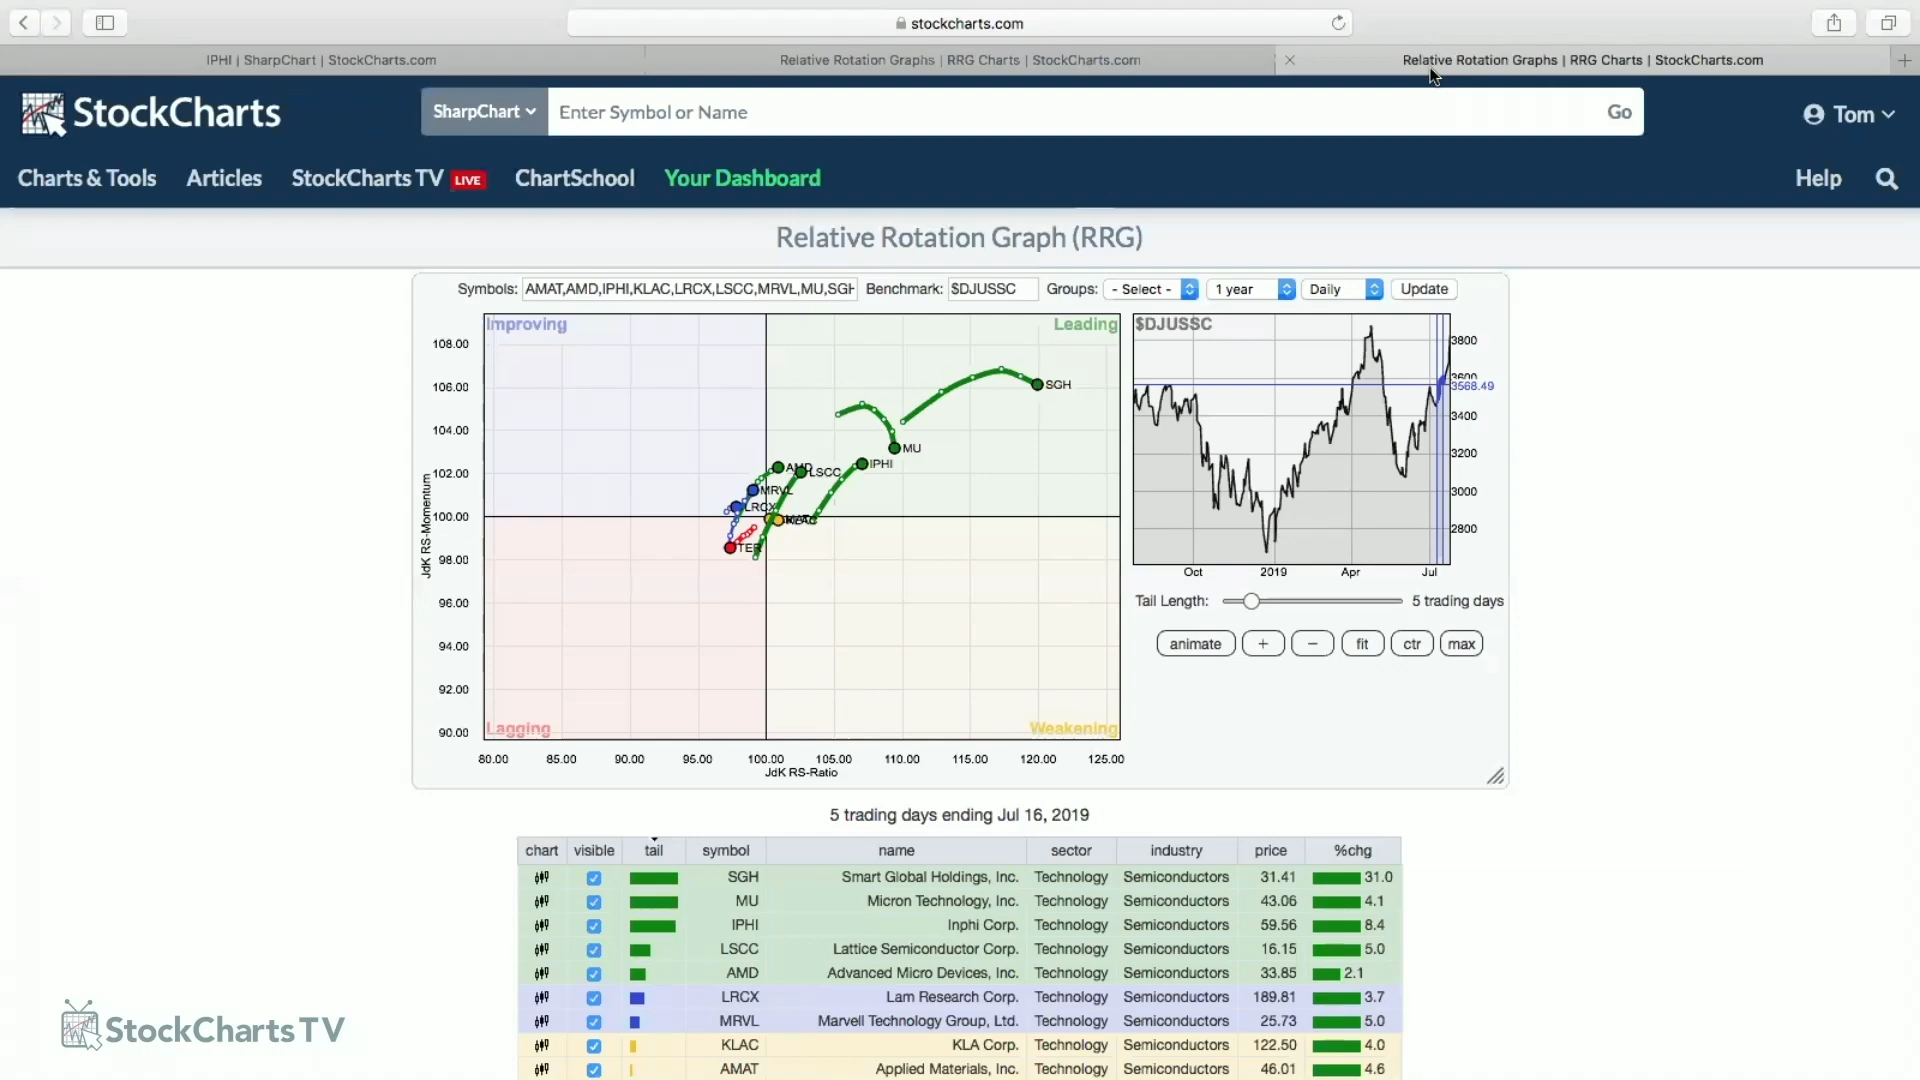 stockcharts.com
IPHI | SharpChart | StockCharts.com
Relative Rotation Graphs | RRG Charts | StockCharts.com
Relative Rotation Graphs | RRG Charts | StockCharts.com
StockCharts
SharpChart
Enter Symbol or Name
Go
Tom
Charts & Tools
Articles
StockCharts TV LIVE
ChartSchool
Your Dashboard
Help
Relative Rotation Graph (RRG)
Symbols: AMAT,AMD,IPHI,KLAC,LRCX,LSCC,MRVL,MU,SGH Benchmark: $DJUSSC Groups: - Select - 1 year Daily Update
Improving
Leading
108.00
106.00
104.00
102.00
100.00
98.00
96.00
94.00
92.00
90.00
JdK RS-Momentum
SGH
MU
IPHI
AMD
LSCC
MRVL
LRCX
KLAC
TER
Lagging
Weakening
80.00 85.00 90.00 95.00 100.00 105.00 110.00 115.00 120.00 125.00
JdK RS-Ratio
$DJUSSC
3800
3600
3568.49
3400
3200
3000
2800
Oct 2019 Apr Jul
Tail Length: 5 trading days
animate + − fit ctr max
5 trading days ending Jul 16, 2019
chart visible tail symbol name sector industry price %chg
SGH Smart Global Holdings, Inc. Technology Semiconductors 31.41 31.0
MU Micron Technology, Inc. Technology Semiconductors 43.06 4.1
IPHI Inphi Corp. Technology Semiconductors 59.56 8.4
LSCC Lattice Semiconductor Corp. Technology Semiconductors 16.15 5.0
AMD Advanced Micro Devices, Inc. Technology Semiconductors 33.85 2.1
LRCX Lam Research Corp. Technology Semiconductors 189.81 3.7
MRVL Marvell Technology Group, Ltd. Technology Semiconductors 25.73 5.0
KLAC KLA Corp. Technology Semiconductors 122.50 4.0
AMAT Applied Materials, Inc. Technology Semiconductors 46.01 4.6
StockCharts TV